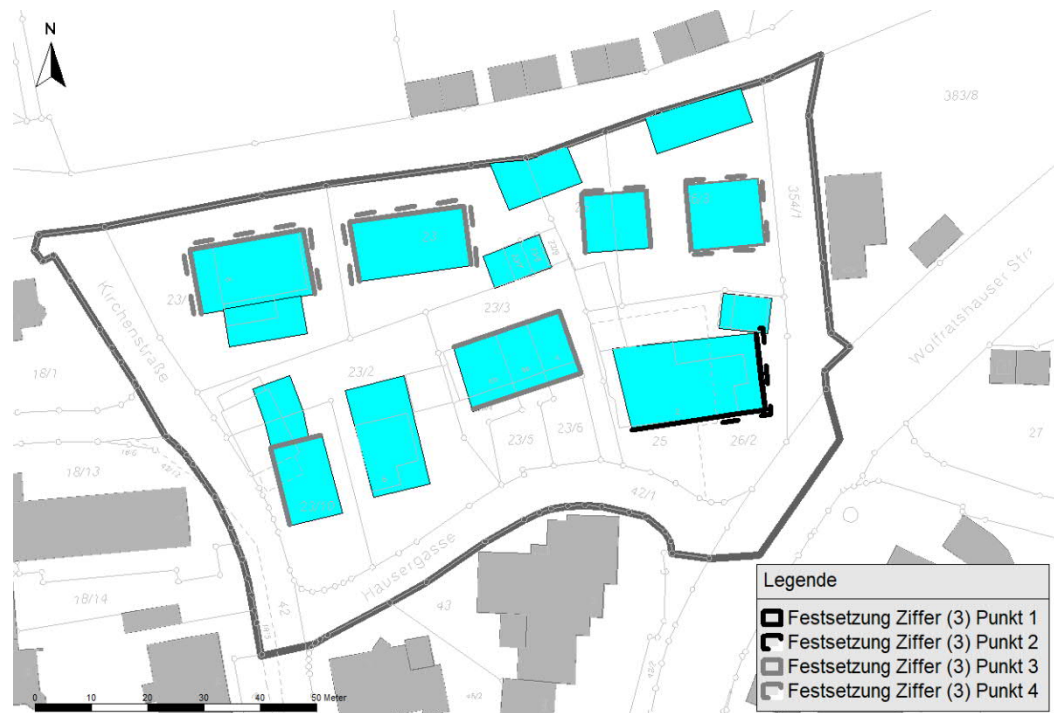 N
383/8
354/1
23/
23/3
Kirchenstraße
Wolfratshauser Str
18/1
23/2
23/5
23/6
25
26/2
27
18/13
42/1
Hausergasse
18/14
42
43
Legende
Festsetzung Ziffer (3) Punkt 1
Festsetzung Ziffer (3) Punkt 2
Festsetzung Ziffer (3) Punkt 3
Festsetzung Ziffer (3) Punkt 4
0 10 20 30 40 50 Meter